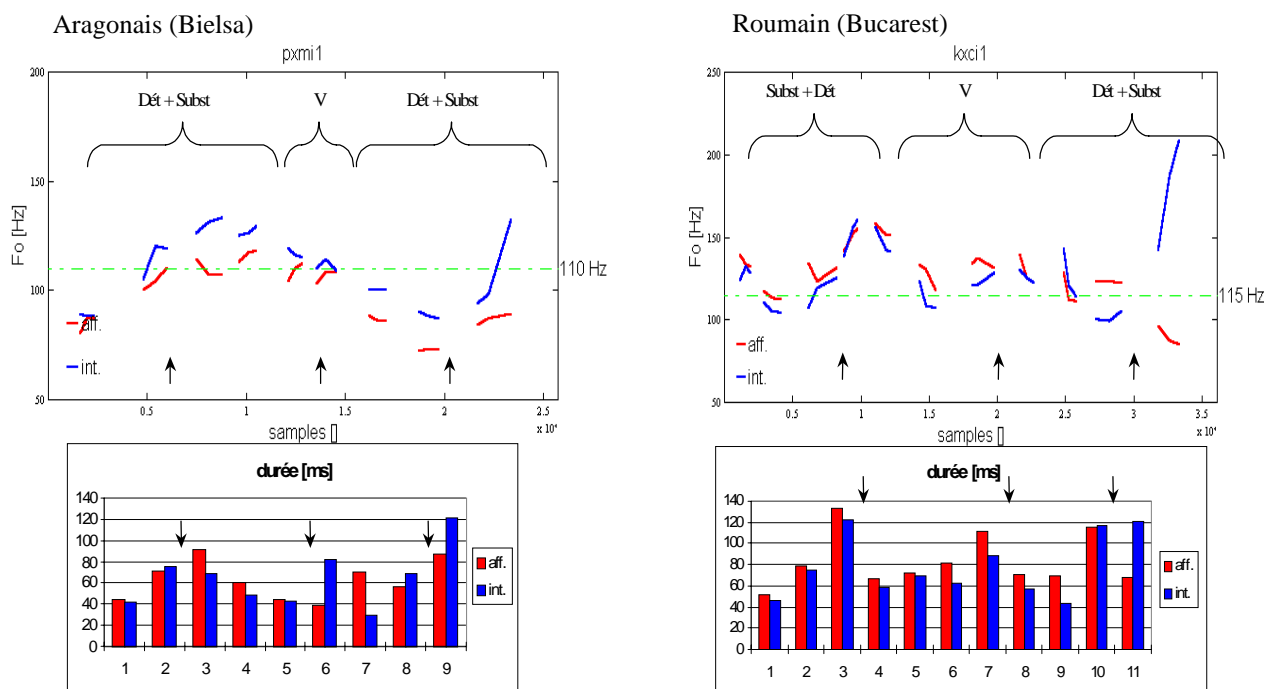 Aragonais (Bielsa)
pxmi1
200
150
100
50
Fo [Hz]
Dét + Subst
V
Dét + Subst
110 Hz
aff.
int.
0.5
1
1.5
2
2.5
x 10⁴
samples []
durée [ms]
140
120
100
80
60
40
20
0
1 2 3 4 5 6 7 8 9
aff.
int.
Roumain (Bucarest)
kxci1
250
200
150
100
50
Fo [Hz]
Subst + Dét
V
Dét + Subst
115 Hz
aff.
int.
0.5
1
1.5
2
2.5
3
3.5
x 10⁴
samples []
durée [ms]
140
120
100
80
60
40
20
0
1 2 3 4 5 6 7 8 9 10 11
aff.
int.